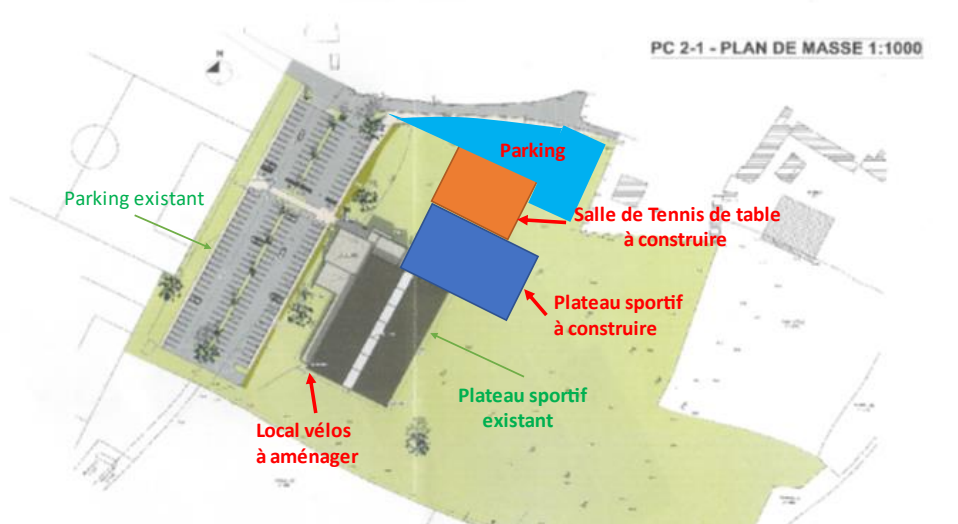 PC 2-1 - PLAN DE MASSE 1:1000
N
Parking
Parking existant
Salle de Tennis de table
à construire
Plateau sportif
à construire
Plateau sportif
existant
Local vélos
à aménager